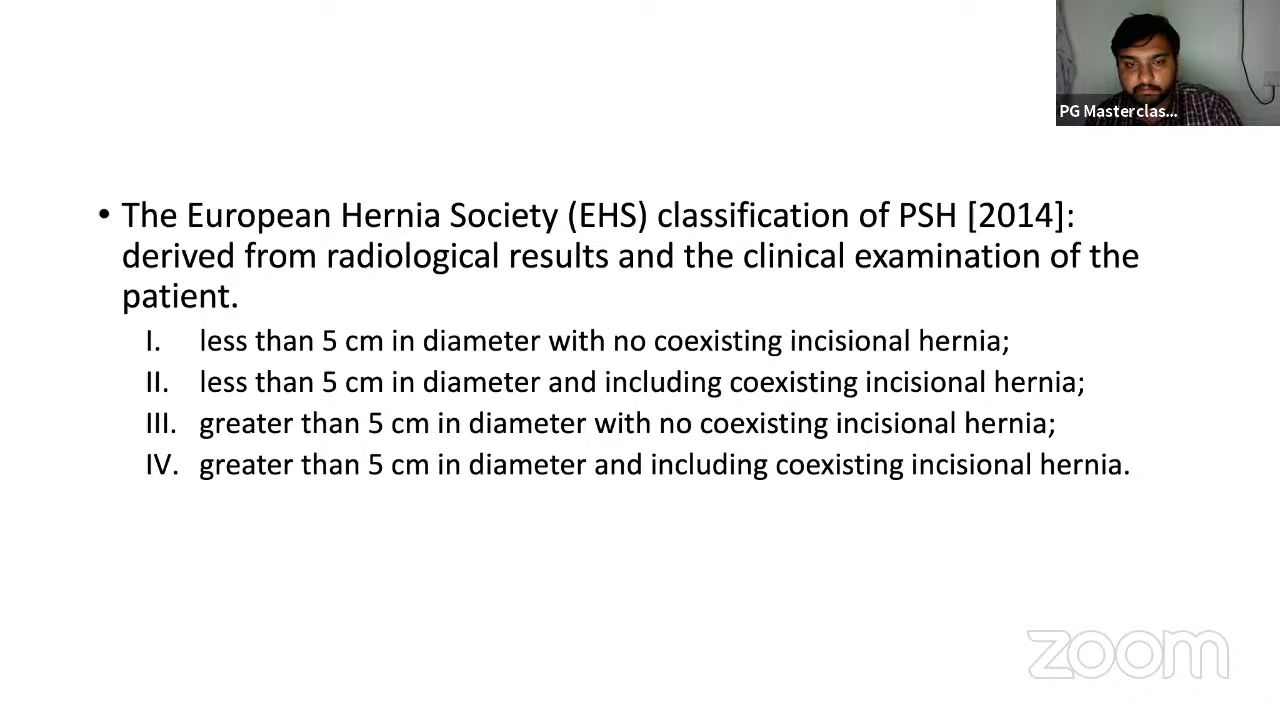 PG Masterclas...
• The European Hernia Society (EHS) classification of PSH [2014]:
derived from radiological results and the clinical examination of the
patient.
I. less than 5 cm in diameter with no coexisting incisional hernia;
II. less than 5 cm in diameter and including coexisting incisional hernia;
III. greater than 5 cm in diameter with no coexisting incisional hernia;
IV. greater than 5 cm in diameter and including coexisting incisional hernia.
zoom